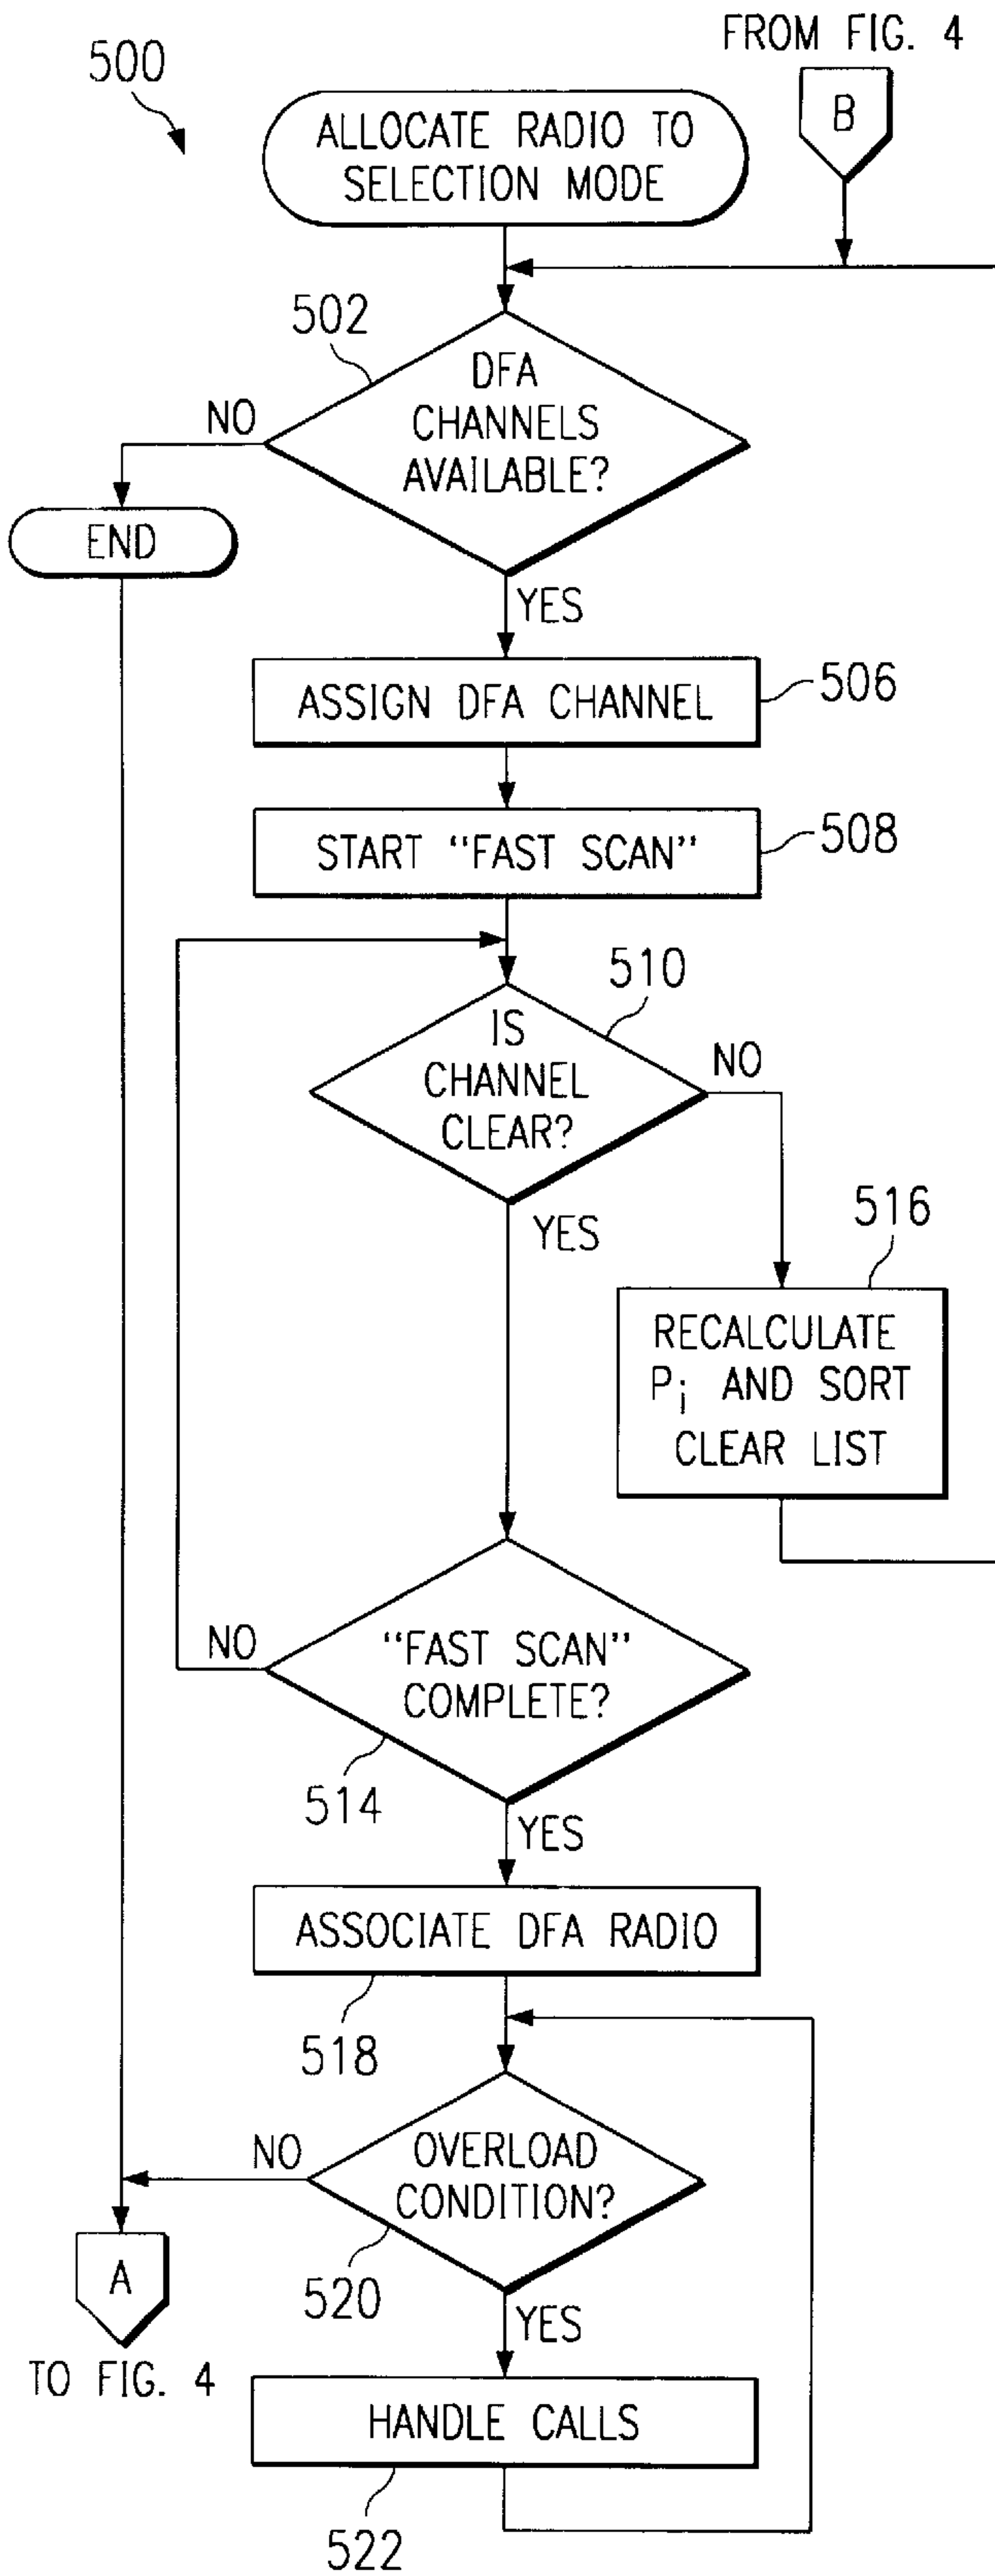 FROM FIG. 4
500
B
ALLOCATE RADIO TO
SELECTION MODE
502
DFA
CHANNELS
AVAILABLE?
NO
END
YES
ASSIGN DFA CHANNEL
506
START “FAST SCAN”
508
510
IS
CHANNEL
CLEAR?
NO
YES
516
RECALCULATE
Pi AND SORT
CLEAR LIST
NO
“FAST SCAN”
COMPLETE?
514
YES
ASSOCIATE DFA RADIO
518
NO
OVERLOAD
CONDITION?
A
520
YES
TO FIG. 4
HANDLE CALLS
522